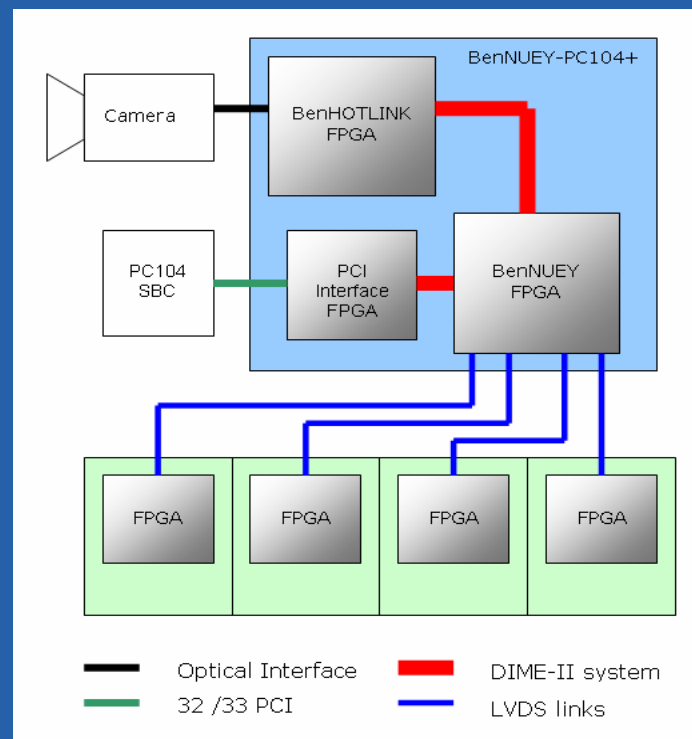 BenNUEY-PC104+
Camera
BenHOTLINK
FPGA
PC104
SBC
PCI
Interface
FPGA
BenNUEY
FPGA
FPGA
FPGA
FPGA
FPGA
Optical Interface
DIME-II system
32 /33 PCI
LVDS links